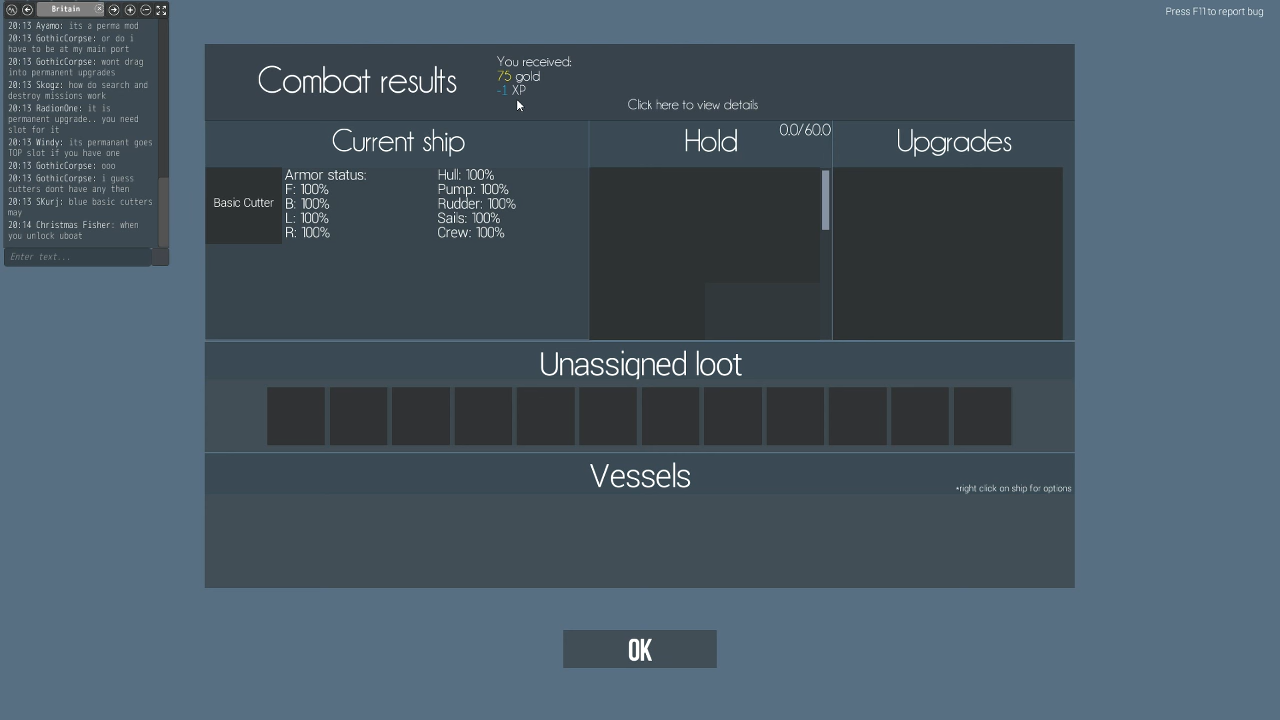 Britain
20:13 Ayamo: its a perma mod
20:13 GothicCorpse: or do i
have to be at my main port
20:13 GothicCorpse: wont drag
into permanent upgrades
20:13 Skogz: how do search and
destroy missions work
20:13 RadionOne: it is
permanent upgrade.. you need
slot for it
20:13 Windy: its permanant goes
TOP slot if you have one
20:13 GothicCorpse: ooo
20:13 GothicCorpse: i guess
cutters dont have any then
20:13 SKurj: blue basic cutters
may
20:14 Christmas Fisher: when
you unlock uboat
Enter text...
Press F11 to report bug
Combat results
You received:
75 gold
-1 XP
Click here to view details
Current ship
Hold
0.0/60.0
Upgrades
Basic Cutter
Armor status:
F: 100%
B: 100%
L: 100%
R: 100%
Hull: 100%
Pump: 100%
Rudder: 100%
Sails: 100%
Crew: 100%
Unassigned loot
Vessels
*right click on ship for options
OK